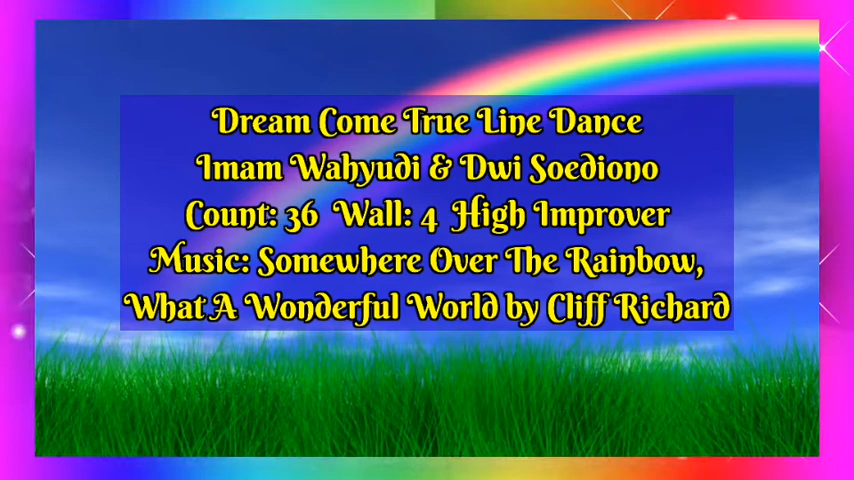 Dream Come True Line Dance
Imam Wahyudi & Dwi Soediono
Count: 36 Wall: 4 High Improver
Music: Somewhere Over The Rainbow,
What A Wonderful World by Cliff Richard